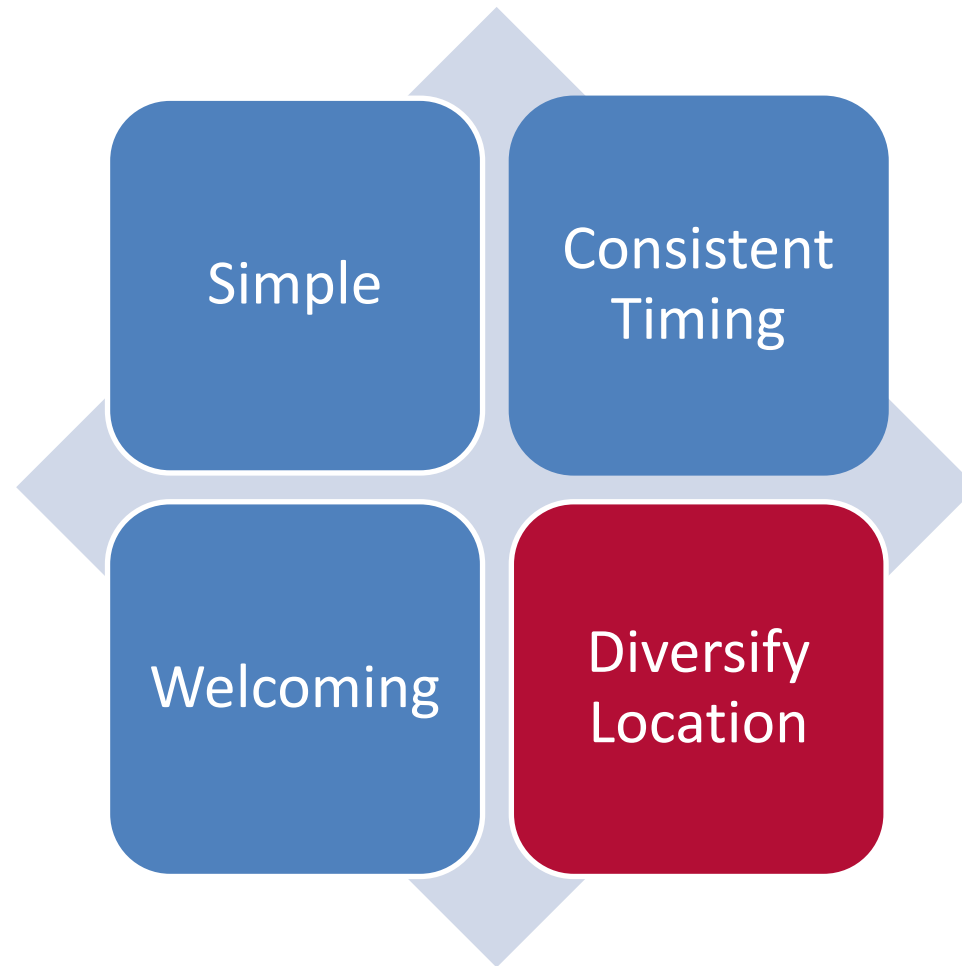 Simple
Consistent
Timing
Welcoming
Diversify
Location